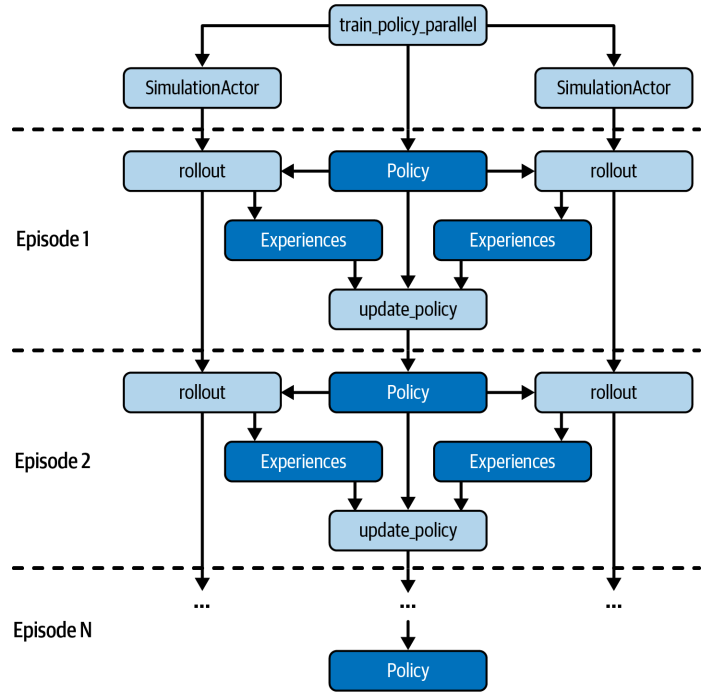 train_policy_parallel
SimulationActor
SimulationActor
rollout
Policy
rollout
Episode 1
Experiences
Experiences
update_policy
rollout
Policy
rollout
Episode 2
Experiences
Experiences
update_policy
...
...
...
Episode N
Policy